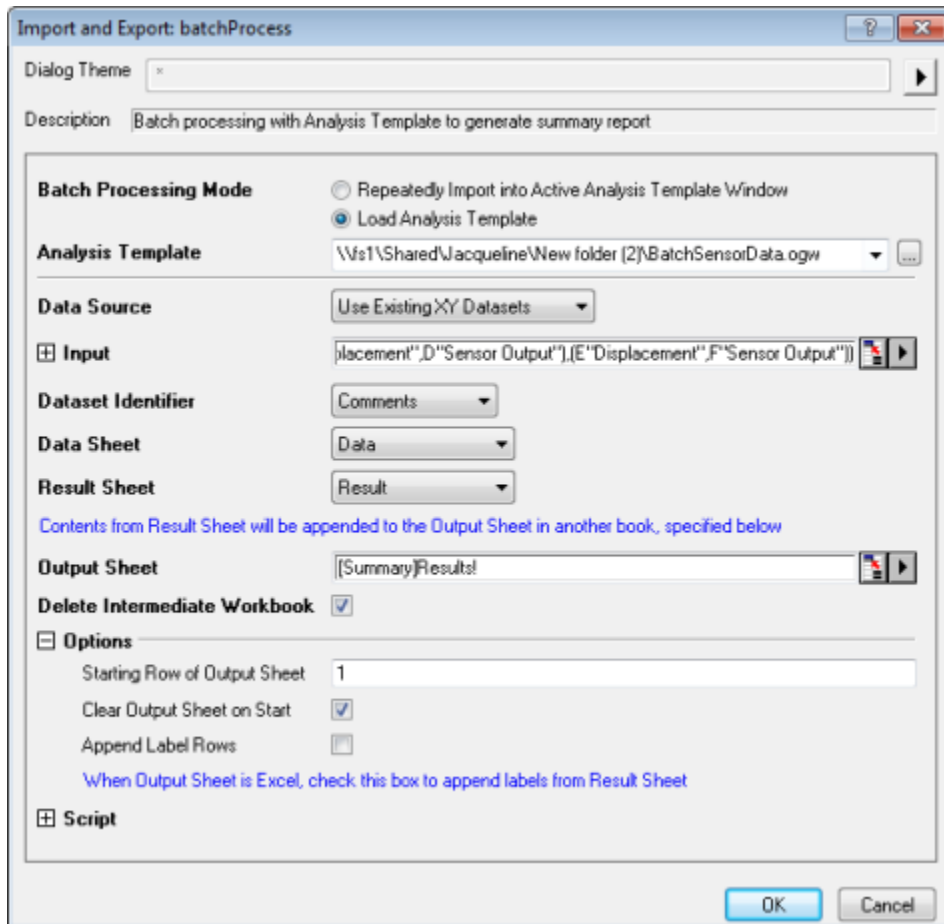 Import and Export: batchProcess
Dialog Theme *
Description Batch processing with Analysis Template to generate summary report
Batch Processing Mode Repeatedly Import into Active Analysis Template Window
Load Analysis Template
Analysis Template \\fs1\Shared\Jacqueline\New folder (2)\BatchSensorData.ogw ...
Data Source Use Existing XY Datasets
Input lacement",D"Sensor Output"),(E"Displacement",F"Sensor Output"))
Dataset Identifier Comments
Data Sheet Data
Result Sheet Result
Contents from Result Sheet will be appended to the Output Sheet in another book, specified below
Output Sheet [Summary]Results!
Delete Intermediate Workbook
Options
Starting Row of Output Sheet 1
Clear Output Sheet on Start
Append Label Rows
When Output Sheet is Excel, check this box to append labels from Result Sheet
Script
OK Cancel